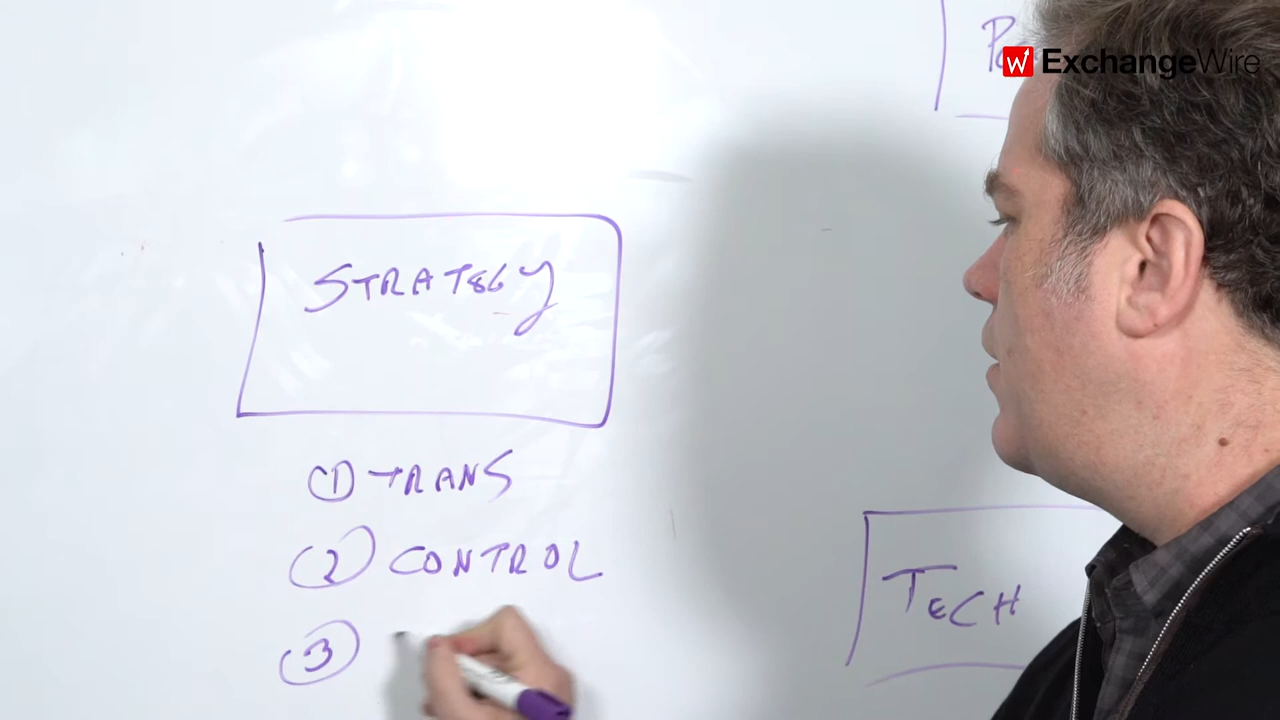 ExchangeWire
STRATEGY
① TRANS
② CONTROL
③
TECH